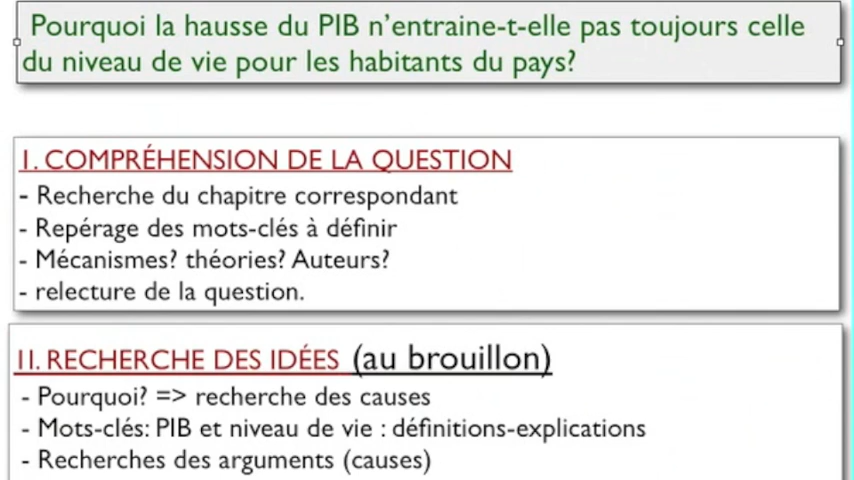 Pourquoi la hausse du PIB n’entraine-t-elle pas toujours celle
du niveau de vie pour les habitants du pays?
I. COMPRÉHENSION DE LA QUESTION
- Recherche du chapitre correspondant
- Repérage des mots-clés à définir
- Mécanismes? théories? Auteurs?
- relecture de la question.
II. RECHERCHE DES IDÉES (au brouillon)
- Pourquoi? => recherche des causes
- Mots-clés: PIB et niveau de vie : définitions-explications
- Recherches des arguments (causes)